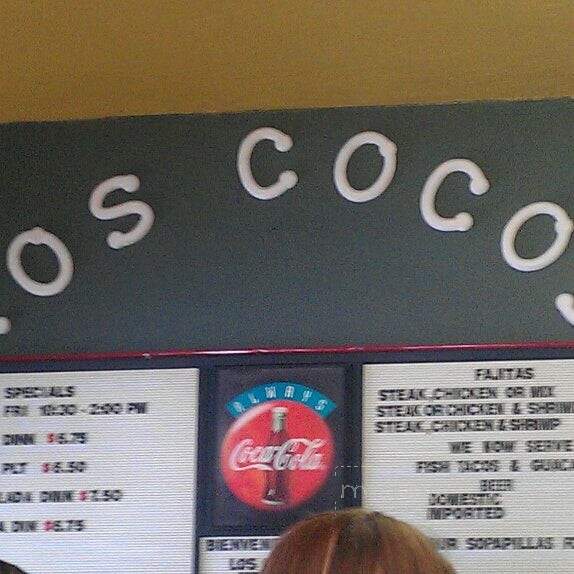 LOS COCOS
SPECIALS
FRI 10:30 - 2:00 PM
DINN $6.75
PLT $6.50
LADA DINN $7.50
A DIN $6.75
ALWAYS
Coca-Cola
BIENVEN
LOS
FAJITAS
STEAK, CHICKEN OR MIX
STEAK OR CHICKEN & SHRIM
STEAK, CHICKEN & SHRIMP
WE NOW SERVE
FISH TACOS & GUACA
BEER
DOMESTIC
IMPORTED
UR SOPAPILLAS